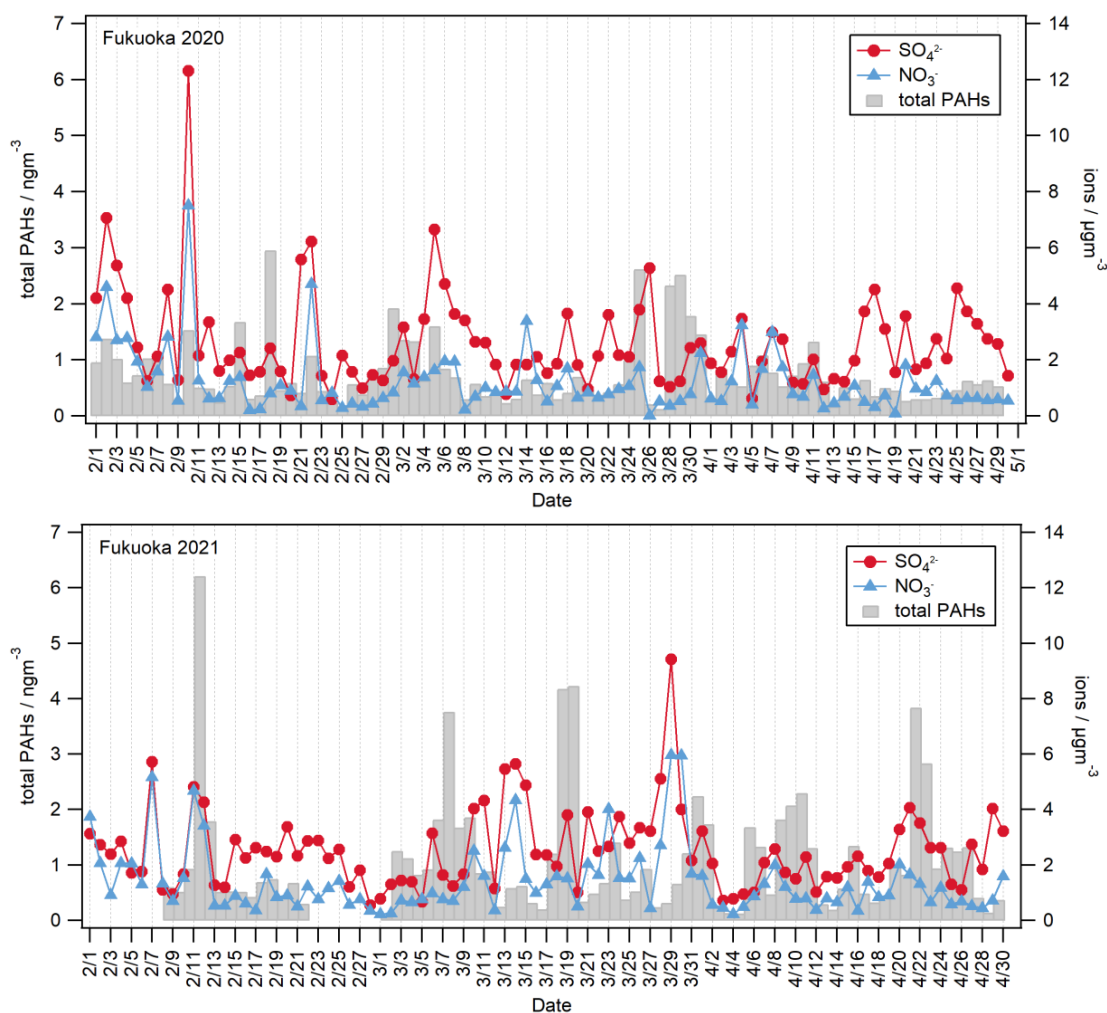 Fukuoka 2020
SO₄²⁻
NO₃⁻
total PAHs
7
6
5
4
3
2
1
0
total PAHs / ngm⁻³
14
12
10
8
6
4
2
0
ions / µgm⁻³
2/1 2/3 2/5 2/7 2/9 2/11 2/13 2/15 2/17 2/19 2/21 2/23 2/25 2/27 2/29 3/2 3/4 3/6 3/8 3/10 3/12 3/14 3/16 3/18 3/20 3/22 3/24 3/26 3/28 3/30 4/1 4/3 4/5 4/7 4/9 4/11 4/13 4/15 4/17 4/19 4/21 4/23 4/25 4/27 4/29 5/1
Date
Fukuoka 2021
SO₄²⁻
NO₃⁻
total PAHs
7
6
5
4
3
2
1
0
total PAHs / ngm⁻³
14
12
10
8
6
4
2
0
ions / µgm⁻³
2/1 2/3 2/5 2/7 2/9 2/11 2/13 2/15 2/17 2/19 2/21 2/23 2/25 2/27 3/1 3/3 3/5 3/7 3/9 3/11 3/13 3/15 3/17 3/19 3/21 3/23 3/25 3/27 3/29 3/31 4/2 4/4 4/6 4/8 4/10 4/12 4/14 4/16 4/18 4/20 4/22 4/24 4/26 4/28 4/30
Date